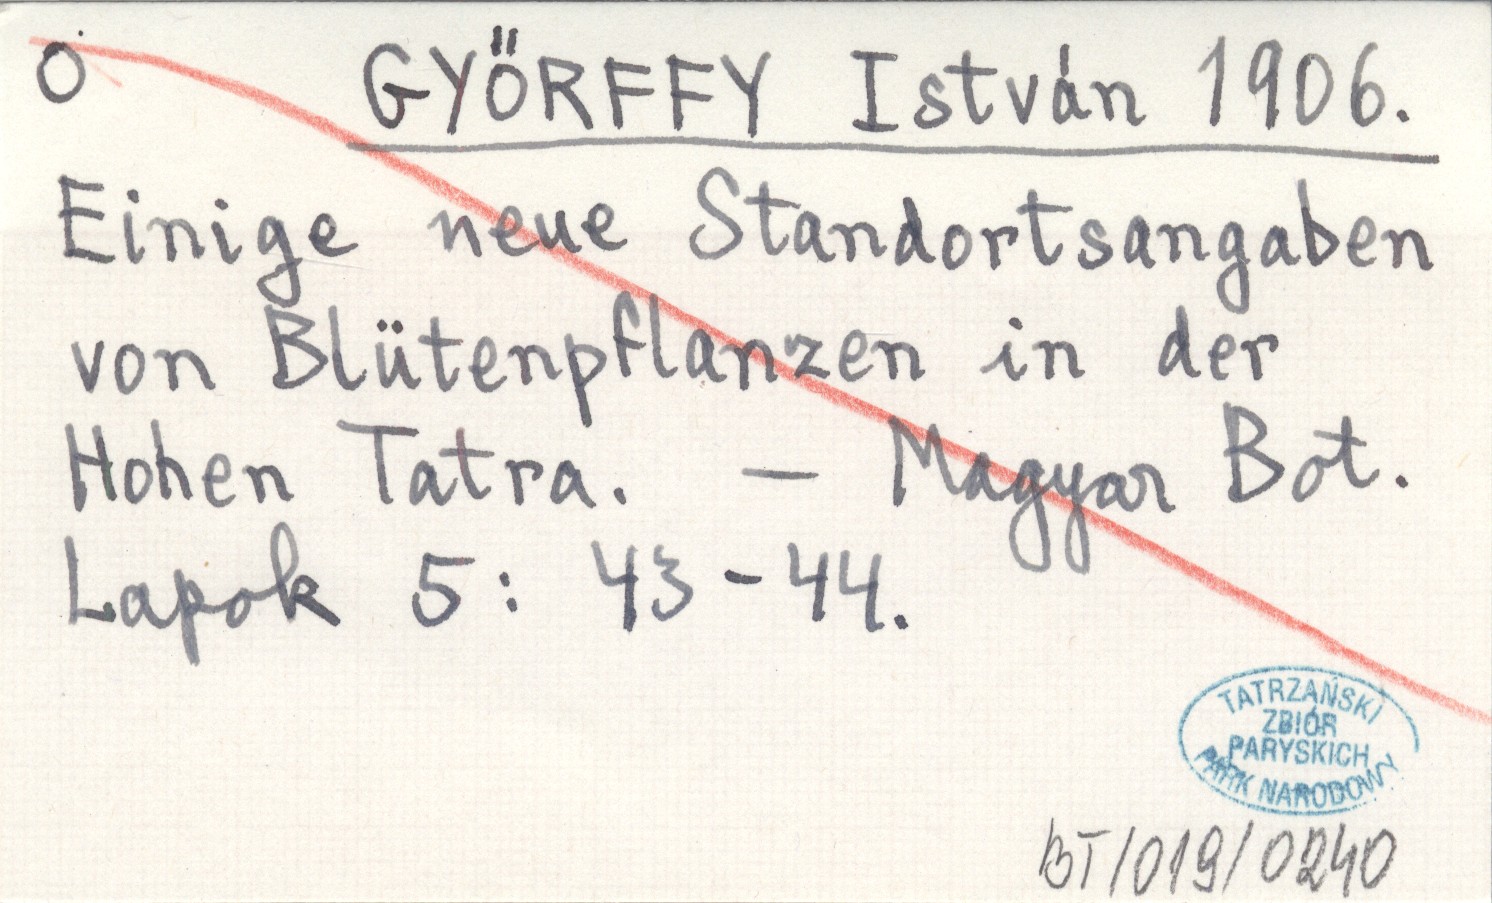 O
GYŐRFFY István 1906.
Einige neue Standortsangaben
von Blütenpflanzen in der
Hohen Tatra. — Magyar Bot.
Lapok 5: 43-44.
TATRZAŃSKI
ZBIÓR
PARYSKICH
PARK NARODOWY
BT/019/0240